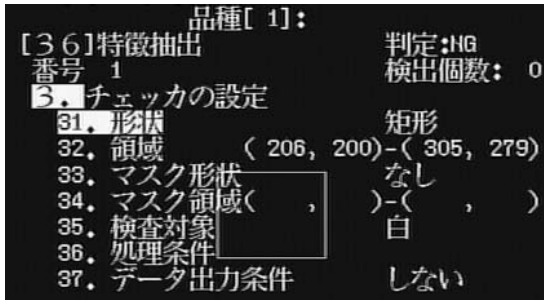 品種[ 1]:
[36]特徴抽出 判定:NG
番号 1 検出個数: 0
3. チェッカの設定
31. 形状 矩形
32. 領域 ( 206, 200)-( 305, 279)
33. マスク形状 なし
34. マスク領域( , )-( , )
35. 検査対象 白
36. 処理条件
37. データ出力条件 しない